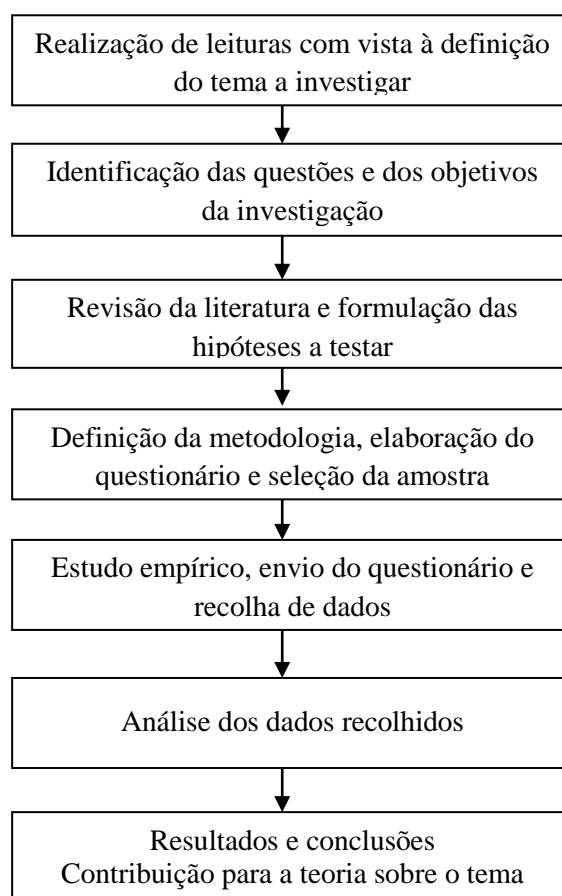 Realização de leituras com vista à definição
do tema a investigar
Identificação das questões e dos objetivos
da investigação
Revisão da literatura e formulação das
hipóteses a testar
Definição da metodologia, elaboração do
questionário e seleção da amostra
Estudo empírico, envio do questionário e
recolha de dados
Análise dos dados recolhidos
Resultados e conclusões
Contribuição para a teoria sobre o tema